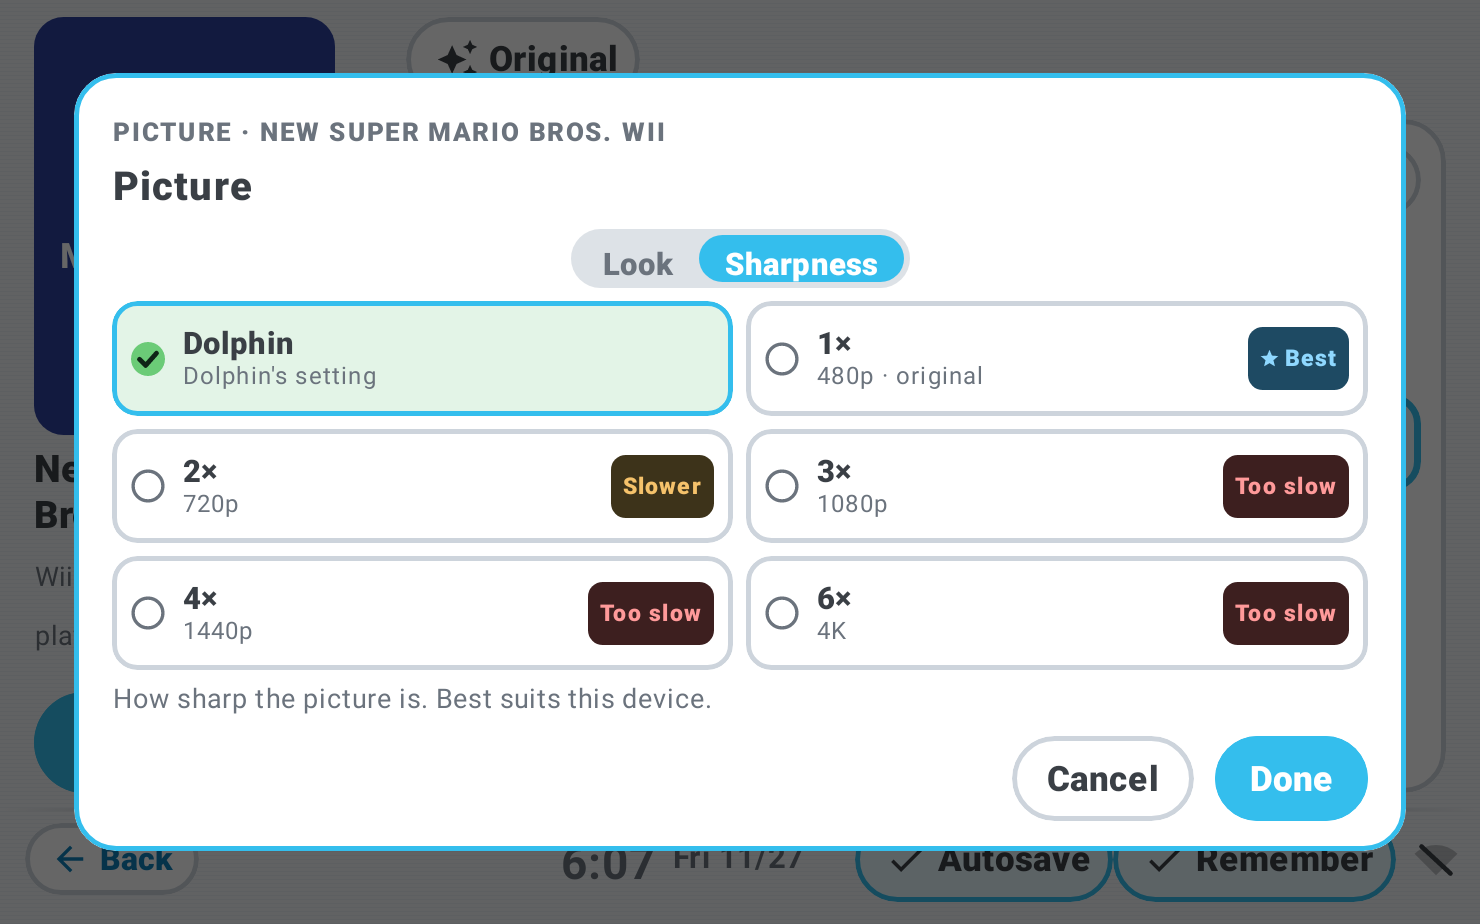 Original
PICTURE · NEW SUPER MARIO BROS. WII
Picture
Look
Sharpness
Dolphin
Dolphin's setting
1×
480p · original
★ Best
2×
720p
Slower
3×
1080p
Too slow
4×
1440p
Too slow
6×
4K
Too slow
How sharp the picture is. Best suits this device.
Cancel
Done
Wii
Back
6:07
Fri 11/27
Autosave
Remember